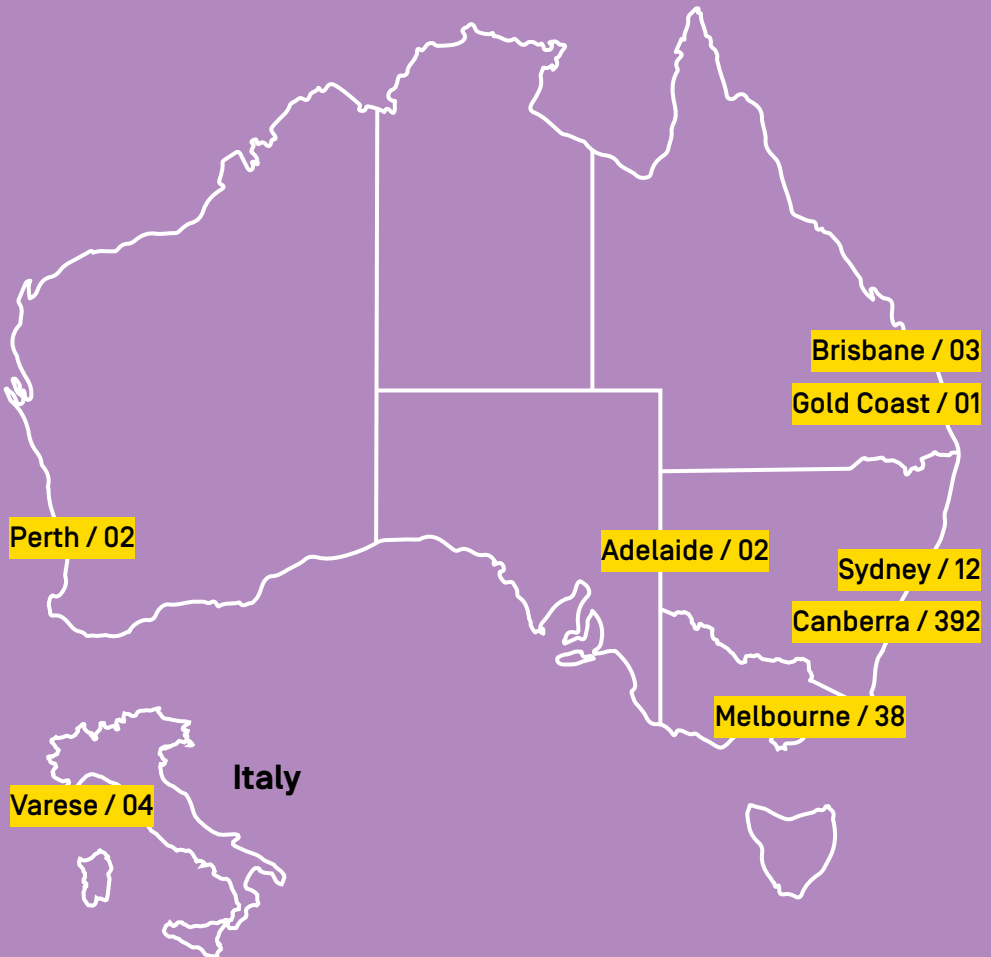 Brisbane / 03
Gold Coast / 01
Perth / 02
Adelaide / 02
Sydney / 12
Canberra / 392
Melbourne / 38
Italy
Varese / 04